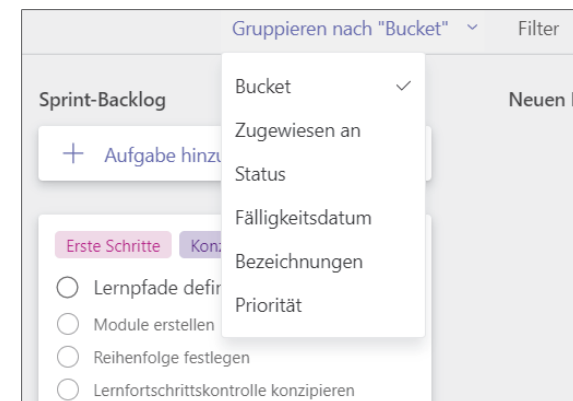 Gruppieren nach "Bucket" Filter
Sprint-Backlog
Neuen
Aufgabe hinzu
Bucket
Zugewiesen an
Status
Fälligkeitsdatum
Bezeichnungen
Priorität
Erste Schritte Konz
Lernpfade defin
Module erstellen
Reihenfolge festlegen
Lernfortschrittskontrolle konzipieren